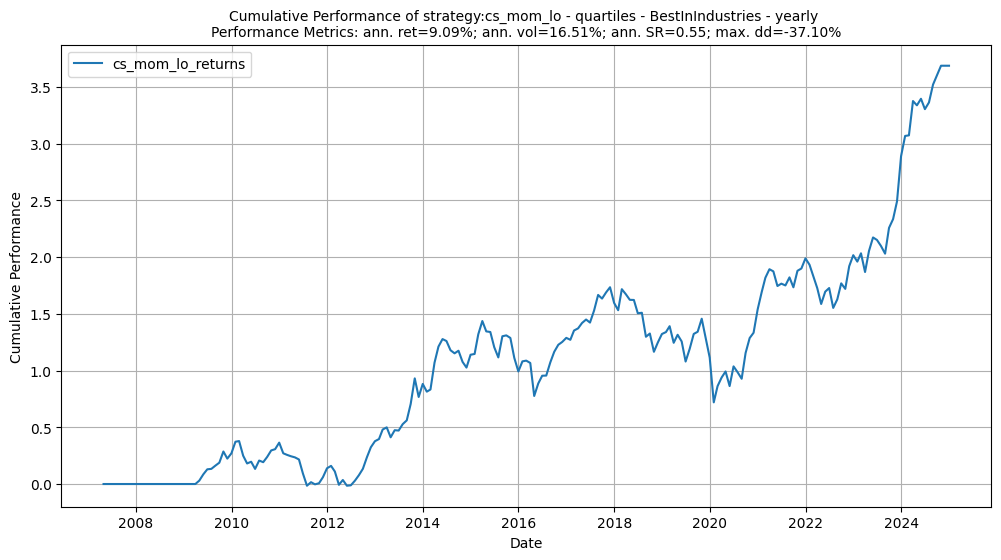 Cumulative Performance of strategy:cs_mom_lo - quartiles - BestInIndustries - yearly
Performance Metrics: ann. ret=9.09%; ann. vol=16.51%; ann. SR=0.55; max. dd=-37.10%
cs_mom_lo_returns
Cumulative Performance
3.5
3.0
2.5
2.0
1.5
1.0
0.5
0.0
2008 2010 2012 2014 2016 2018 2020 2022 2024
Date